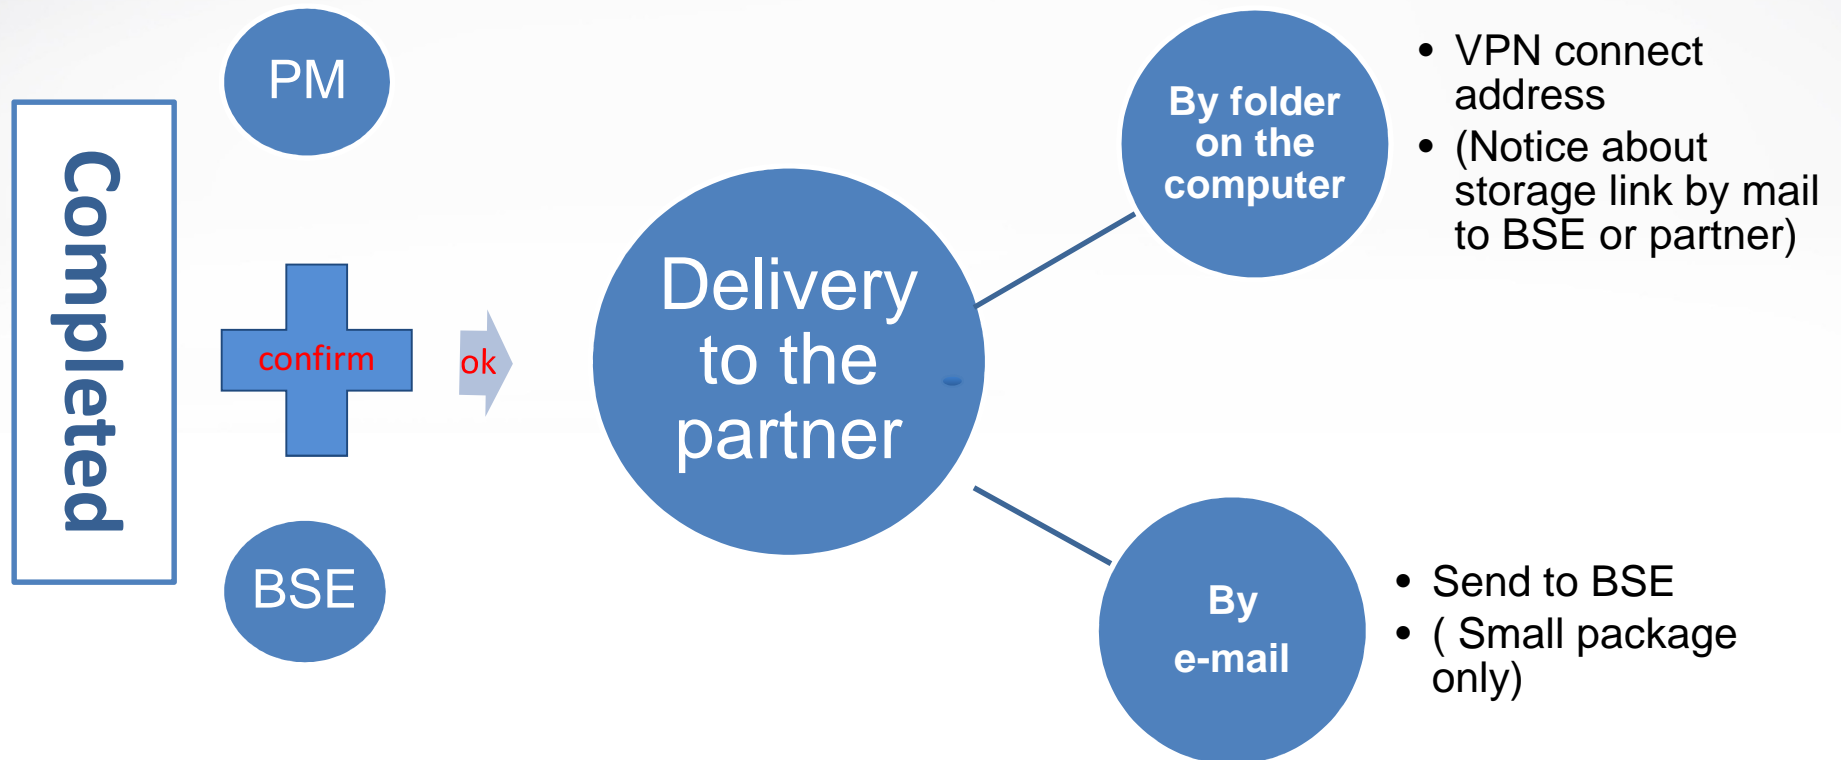 Completed
PM
confirm
ok
BSE
Delivery
to the
partner
By folder
on the
computer
• VPN connect
address
• (Notice about
storage link by mail
to BSE or partner)
By
e-mail
• Send to BSE
• ( Small package
only)